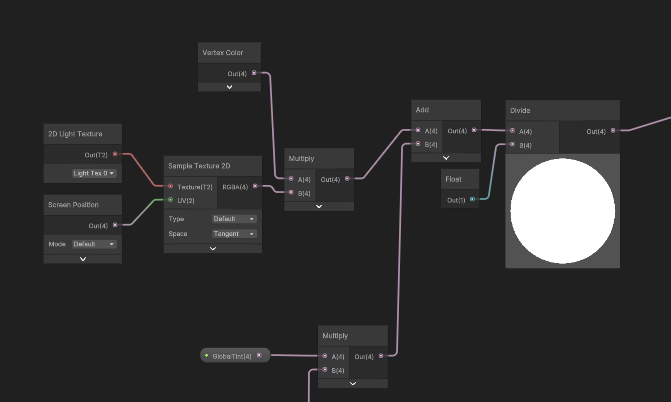 Vertex Color
Out(4)
2D Light Texture
Out(T2)
Light Tex 0
Screen Position
Out(4)
Mode Default
Sample Texture 2D
Texture(T2) RGBA(4)
UV(2)
Type Default
Space Tangent
Multiply
A(4) Out(4)
B(4)
Add
A(4) Out(4)
B(4)
Float
Out(1)
Divide
A(4) Out(4)
B(4)
GlobalTint(4)
Multiply
A(4) Out(4)
B(4)